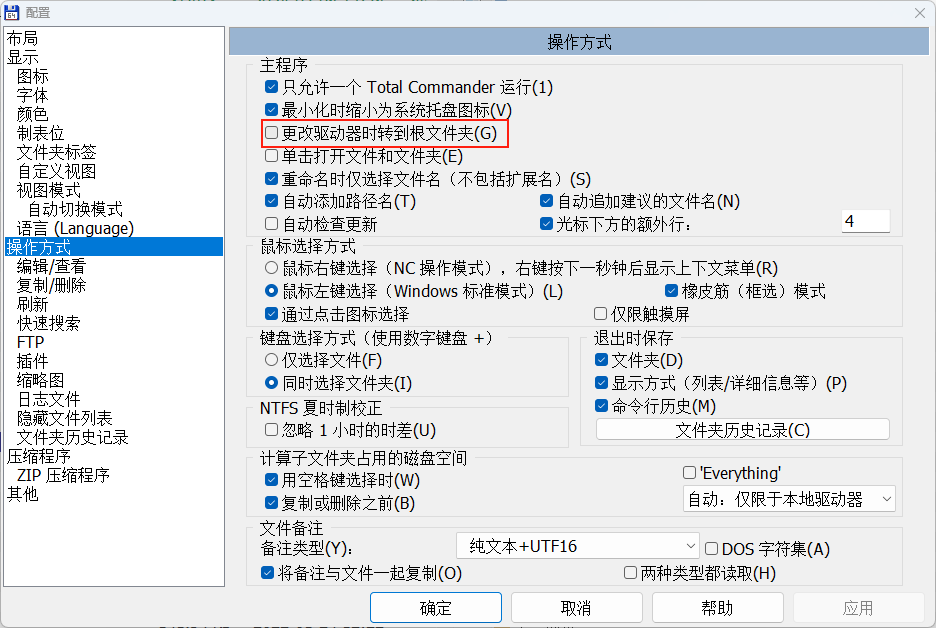 配置
布局
显示
图标
字体
颜色
制表位
文件夹标签
自定义视图
视图模式
自动切换模式
语言 (Language)
操作方式
编辑/查看
复制/删除
刷新
快速搜索
FTP
插件
缩略图
日志文件
隐藏文件列表
文件夹历史记录
压缩程序
ZIP 压缩程序
其他
操作方式
主程序
只允许一个 Total Commander 运行(1)
最小化时缩小为系统托盘图标(V)
更改驱动器时转到根文件夹(G)
单击打开文件和文件夹(E)
重命名时仅选择文件名（不包括扩展名）(S)
自动添加路径名(T) 自动追加建议的文件名(N)
自动检查更新 光标下方的额外行： 4
鼠标选择方式
鼠标右键选择（NC 操作模式），右键按下一秒钟后显示上下文菜单(R)
鼠标左键选择（Windows 标准模式）(L) 橡皮筋（框选）模式
通过点击图标选择 仅限触摸屏
键盘选择方式（使用数字键盘 +）
仅选择文件(F)
同时选择文件夹(I)
退出时保存
文件夹(D)
显示方式（列表/详细信息等）(P)
命令行历史(M)
文件夹历史记录(C)
NTFS 夏时制校正
忽略 1 小时的时差(U)
计算子文件夹占用的磁盘空间
用空格键选择时(W) 'Everything'
复制或删除之前(B) 自动：仅限于本地驱动器
文件备注
备注类型(Y)： 纯文本+UTF16 DOS 字符集(A)
将备注与文件一起复制(O) 两种类型都读取(H)
确定 取消 帮助 应用